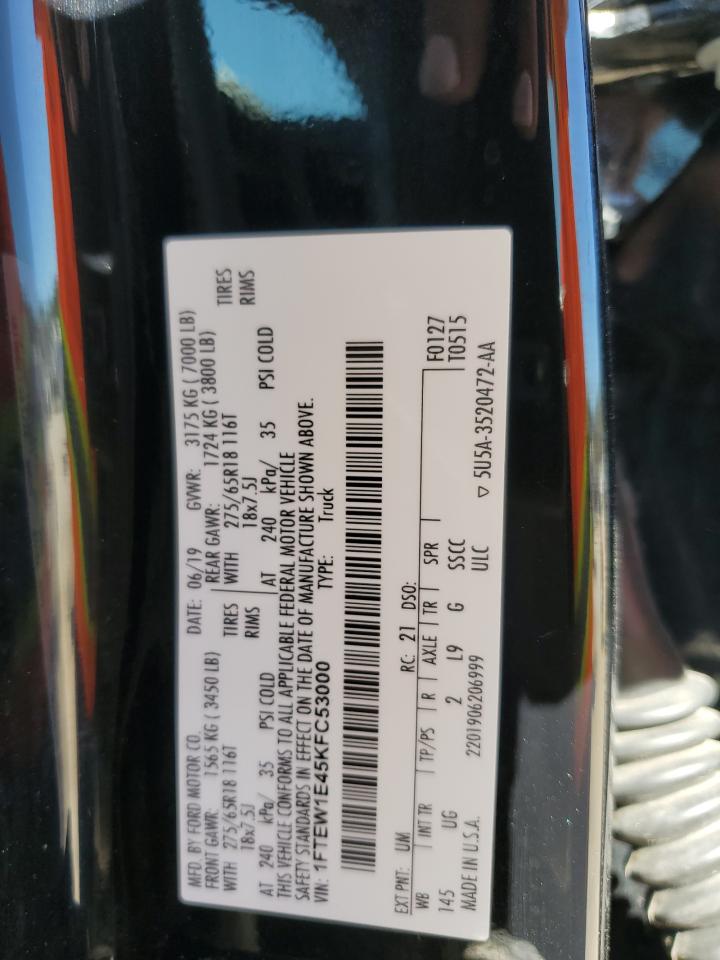 MFD. BY FORD MOTOR CO.
DATE: 06/19 GVWR: 3175 KG ( 7000 LB)
FRONT GAWR: 1565 KG ( 3450 LB) REAR GAWR: 1724 KG ( 3800 LB)
WITH 275/65R18 116T TIRES WITH 275/65R18 116T TIRES
18x7.5J RIMS 18x7.5J RIMS
AT 240 kPa/ 35 PSI COLD AT 240 kPa/ 35 PSI COLD
THIS VEHICLE CONFORMS TO ALL APPLICABLE FEDERAL MOTOR VEHICLE
SAFETY STANDARDS IN EFFECT ON THE DATE OF MANUFACTURE SHOWN ABOVE.
VIN: 1FTEW1E45KFC53000 TYPE: Truck
EXT PNT: UM RC: 21 DSO: F0127
WB INT TR TP/PS R AXLE TR SPR T0515
145 UG 2 L9 G SSCC
MADE IN U.S.A. 2201906206999 ULC ▽ 5U5A-3520472-AA